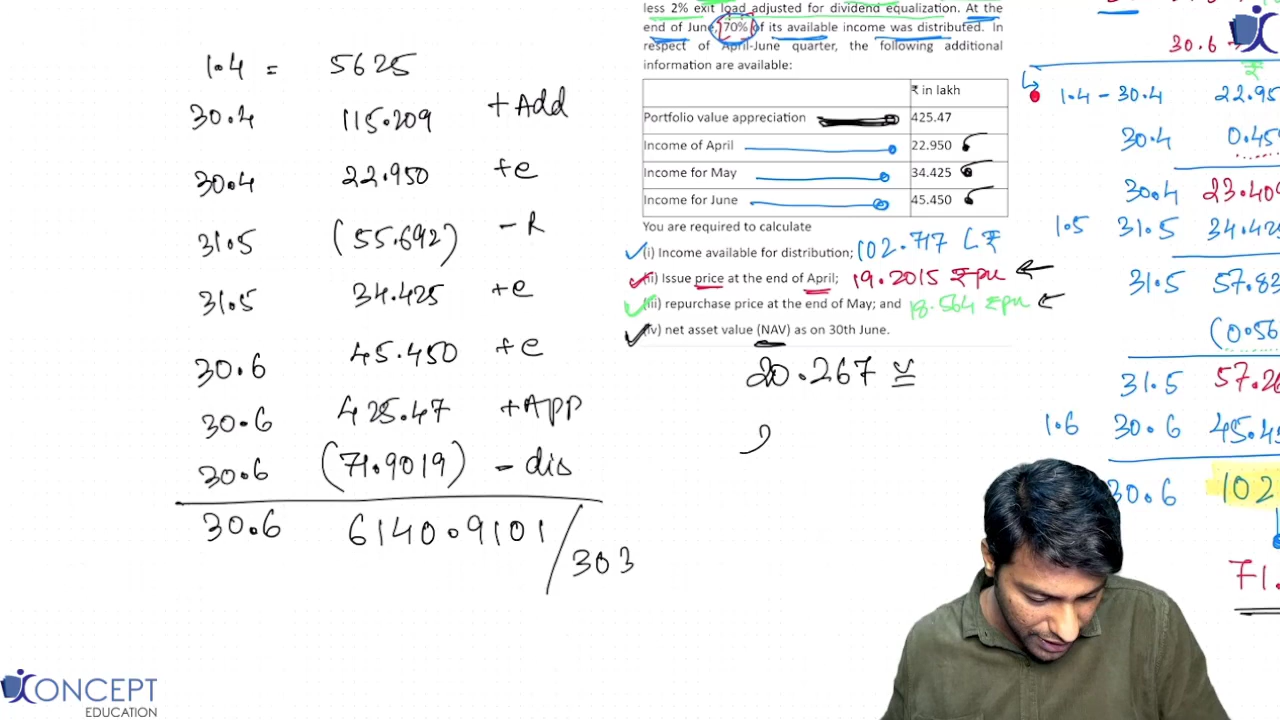 1.4 = 5625
30.4 115.209 +Add
30.4 22.950 +e
31.5 (55.692) - R
31.5 34.425 +e
30.6 45.450 +e
30.6 425.47 +App
30.6 (71.9019) - dis
30.6 6140.9101 / 303
less 2% exit load adjusted for dividend equalization. At the
end of June, 70% of its available income was distributed. In
respect of April-June quarter, the following additional
information are available:
₹ in lakh
Portfolio value appreciation 425.47
Income of April 22.950
Income for May 34.425
Income for June 45.450
You are required to calculate
(i) Income available for distribution; 102.717 L ₹
(ii) Issue price at the end of April; 19.2015 ₹pu
(iii) repurchase price at the end of May; and 18.564 ₹pu
(iv) net asset value (NAV) as on 30th June.
20.267
30.6
₹
1.4 - 30.4 22.95
30.4 0.459
30.4 23.409
1.5 31.5 34.425
31.5 57.83
(0.56
31.5 57.26
1.6 30.6 45.45
30.6 102
71.
CONCEPT
EDUCATION